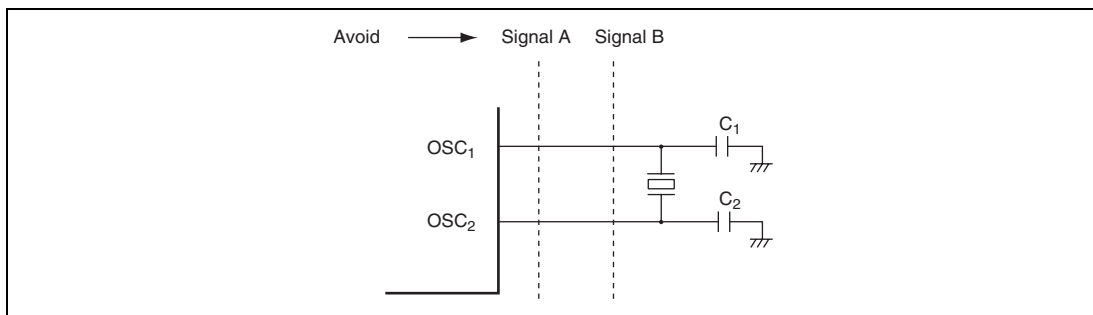 Avoid Signal A Signal B
OSC₁
C₁
OSC₂
C₂